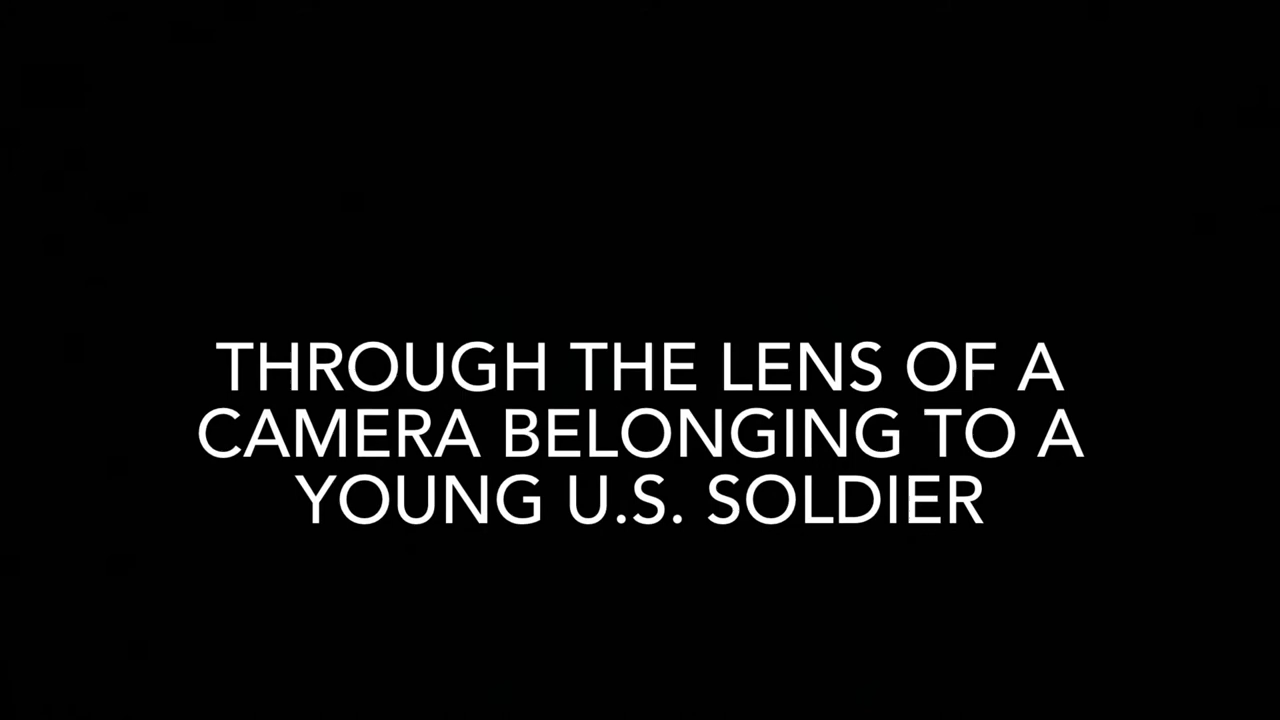 THROUGH THE LENS OF A
CAMERA BELONGING TO A
YOUNG U.S. SOLDIER